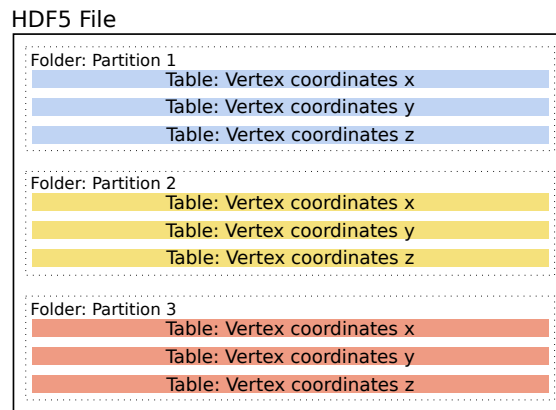 HDF5 File
Folder: Partition 1
Table: Vertex coordinates x
Table: Vertex coordinates y
Table: Vertex coordinates z
Folder: Partition 2
Table: Vertex coordinates x
Table: Vertex coordinates y
Table: Vertex coordinates z
Folder: Partition 3
Table: Vertex coordinates x
Table: Vertex coordinates y
Table: Vertex coordinates z